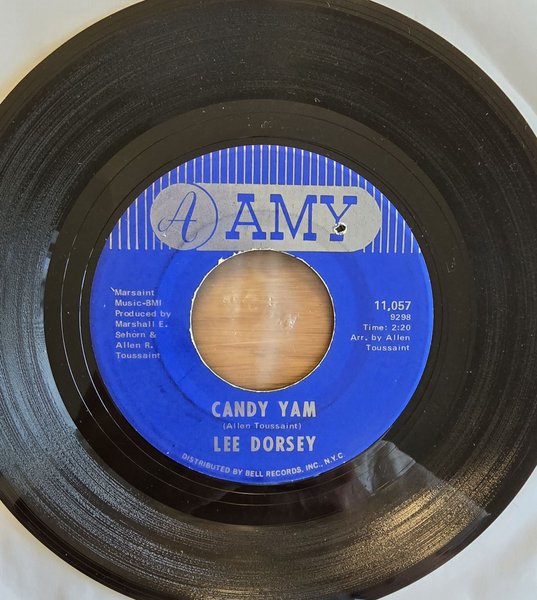 A AMY
Marsaint
Music-BMI
Produced by
Marshall E.
Sehorn &
Allen R.
Toussaint
11,057
9298
Time: 2:20
Arr. by Allen
Toussaint
CANDY YAM
(Allen Toussaint)
LEE DORSEY
DISTRIBUTED BY BELL RECORDS, INC., N.Y.C.